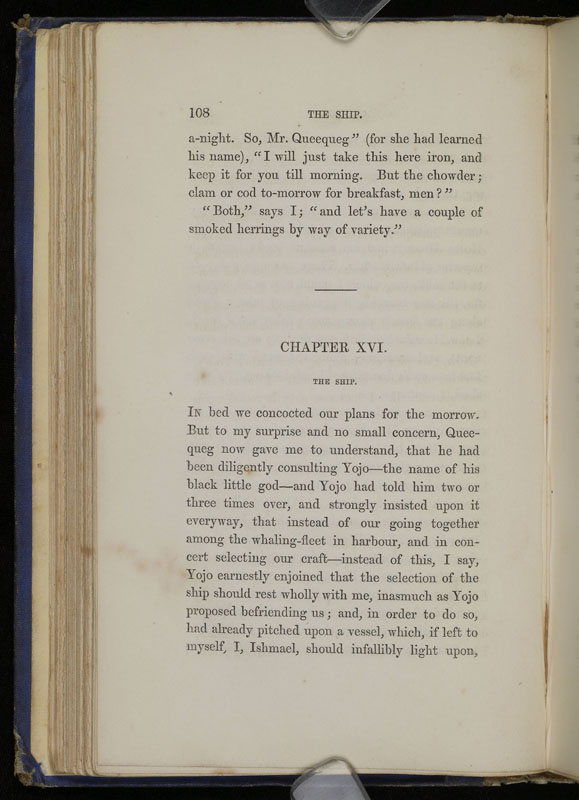 108 THE SHIP.
a-night. So, Mr. Queequeg” (for she had learned
his name), “I will just take this here iron, and
keep it for you till morning. But the chowder;
clam or cod to-morrow for breakfast, men?”
“Both,” says I; “and let’s have a couple of
smoked herrings by way of variety.”
CHAPTER XVI.
THE SHIP.
In bed we concocted our plans for the morrow.
But to my surprise and no small concern, Quee-
queg now gave me to understand, that he had
been diligently consulting Yojo—the name of his
black little god—and Yojo had told him two or
three times over, and strongly insisted upon it
everyway, that instead of our going together
among the whaling-fleet in harbour, and in con-
cert selecting our craft—instead of this, I say,
Yojo earnestly enjoined that the selection of the
ship should rest wholly with me, inasmuch as Yojo
proposed befriending us; and, in order to do so,
had already pitched upon a vessel, which, if left to
myself, I, Ishmael, should infallibly light upon,